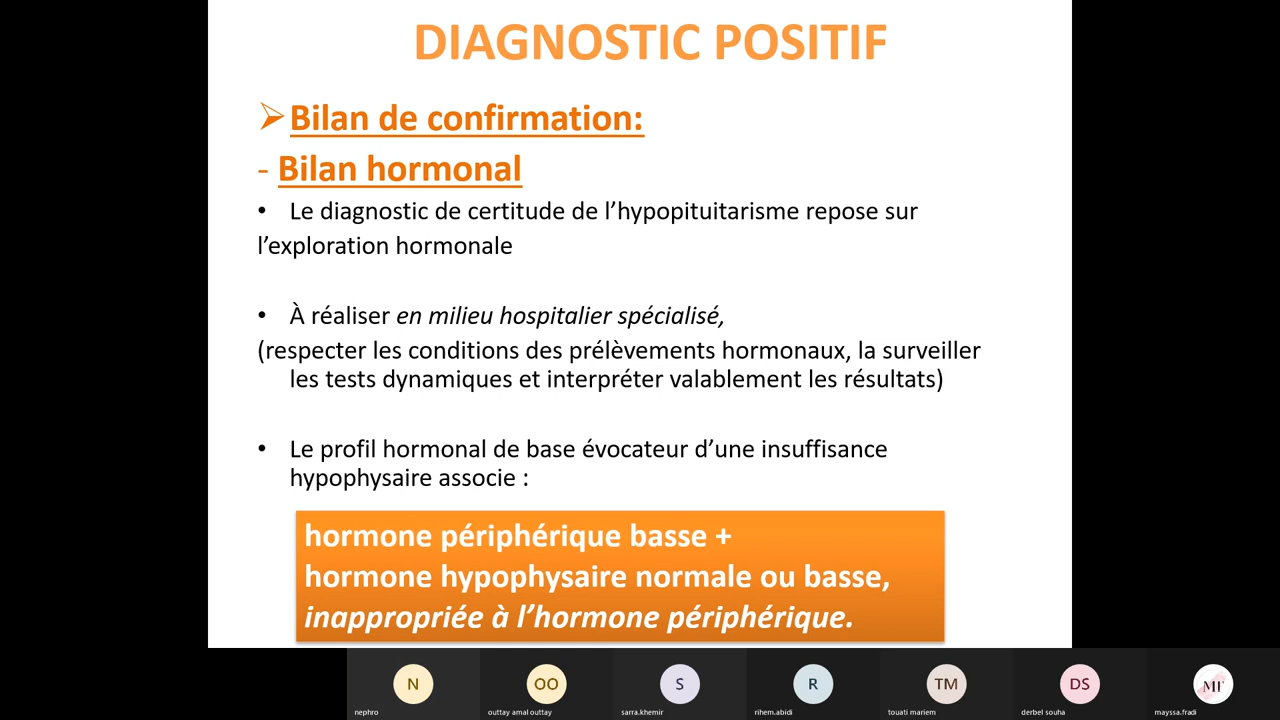 DIAGNOSTIC POSITIF
➢ Bilan de confirmation:
- Bilan hormonal
• Le diagnostic de certitude de l’hypopituitarisme repose sur
l’exploration hormonale
• À réaliser en milieu hospitalier spécialisé,
(respecter les conditions des prélèvements hormonaux, la surveiller
les tests dynamiques et interpréter valablement les résultats)
• Le profil hormonal de base évocateur d’une insuffisance
hypophysaire associe :
hormone périphérique basse +
hormone hypophysaire normale ou basse,
inappropriée à l’hormone périphérique.
N OO S R TM DS MF
nephro outtay amal outtay sarra.khemir rihem.abidi touati mariem derbel souha mayssa.fradi